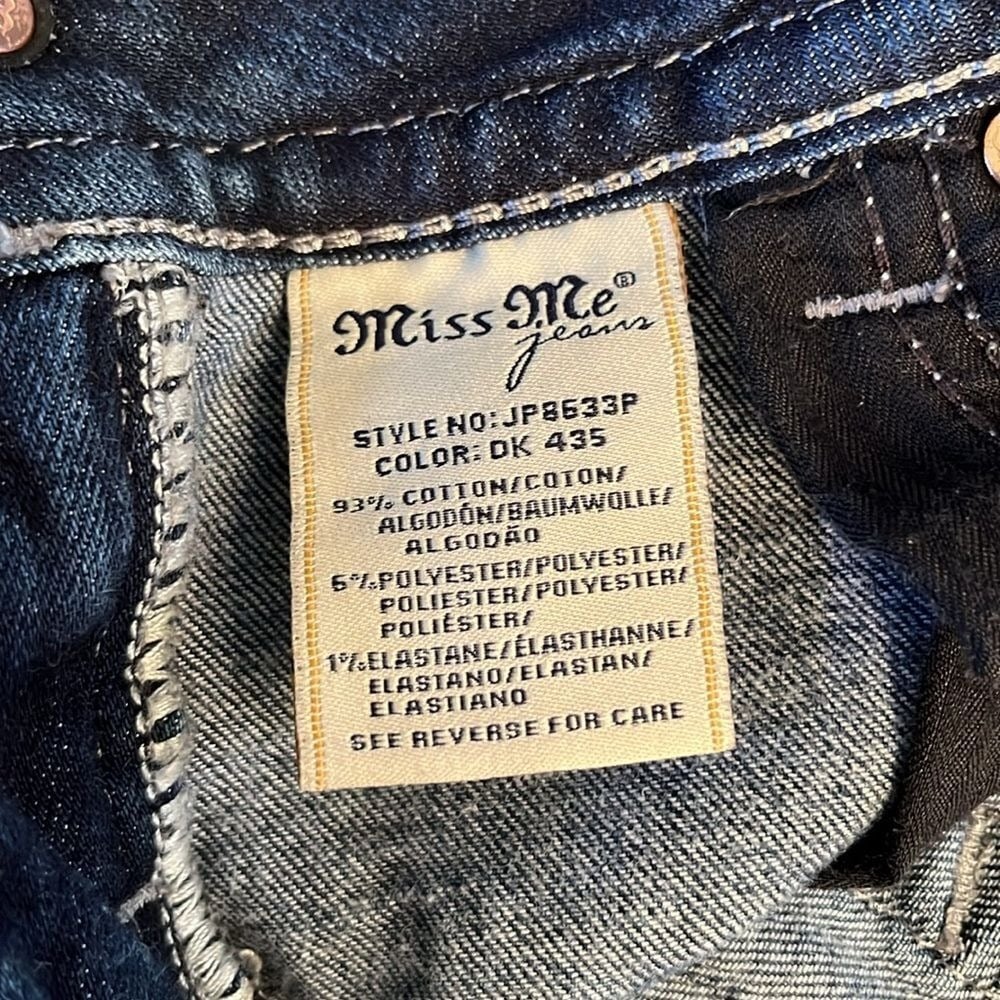 Miss Me®
jeans
STYLE NO: JP8633P
COLOR: DK 435
93% COTTON/COTON/
ALGODÓN/BAUMWOLLE/
ALGODÃO
6% POLYESTER/POLYESTER/
POLIESTER/POLYESTER/
POLIÉSTER/
1% ELASTANE/ÉLASTHANNE/
ELASTANO/ELASTAN/
ELASTIANO
SEE REVERSE FOR CARE